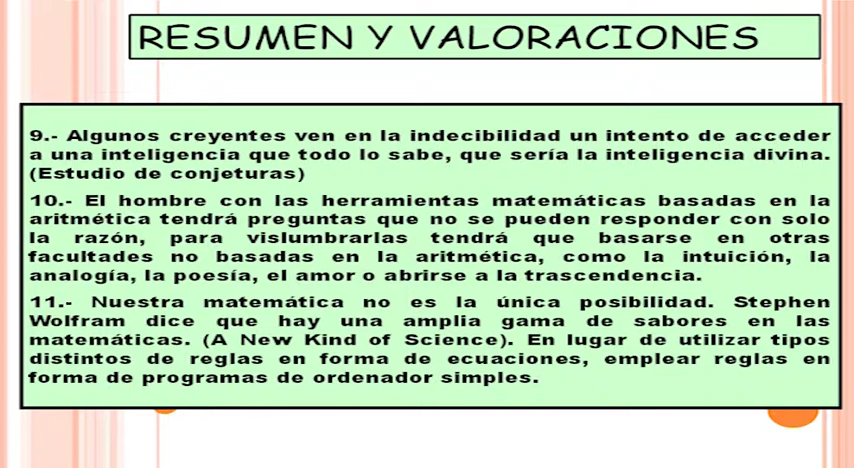 RESUMEN Y VALORACIONES
9.- Algunos creyentes ven en la indecibilidad un intento de acceder
a una inteligencia que todo lo sabe, que sería la inteligencia divina.
(Estudio de conjeturas)
10.- El hombre con las herramientas matemáticas basadas en la
aritmética tendrá preguntas que no se pueden responder con solo
la razón, para vislumbrarlas tendrá que basarse en otras
facultades no basadas en la aritmética, como la intuición, la
analogía, la poesía, el amor o abrirse a la trascendencia.
11.- Nuestra matemática no es la única posibilidad. Stephen
Wolfram dice que hay una amplia gama de sabores en las
matemáticas. (A New Kind of Science). En lugar de utilizar tipos
distintos de reglas en forma de ecuaciones, emplear reglas en
forma de programas de ordenador simples.